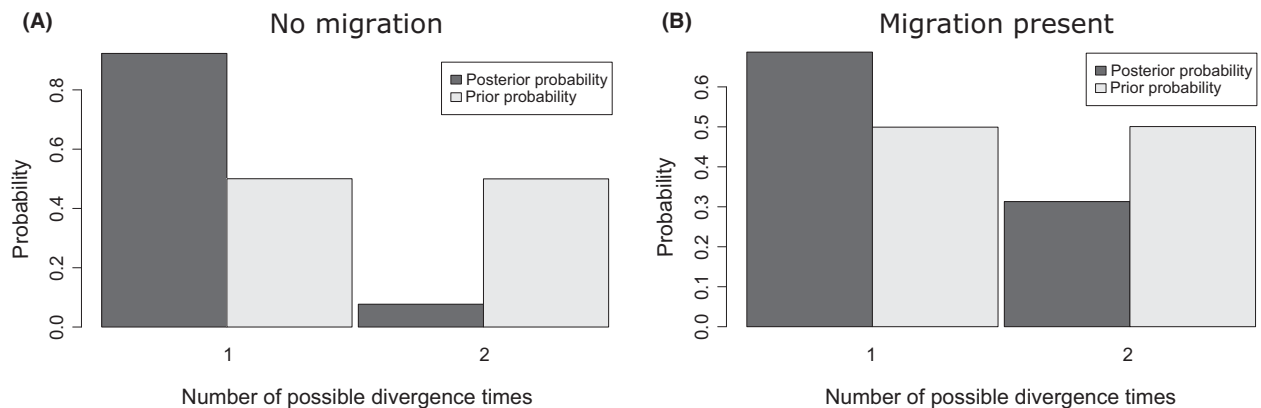 (A)
No migration
Posterior probability
Prior probability
Probability
0.0
0.2
0.4
0.6
0.8
1
2
Number of possible divergence times
(B)
Migration present
Posterior probability
Prior probability
Probability
0.0
0.1
0.2
0.3
0.4
0.5
0.6
1
2
Number of possible divergence times